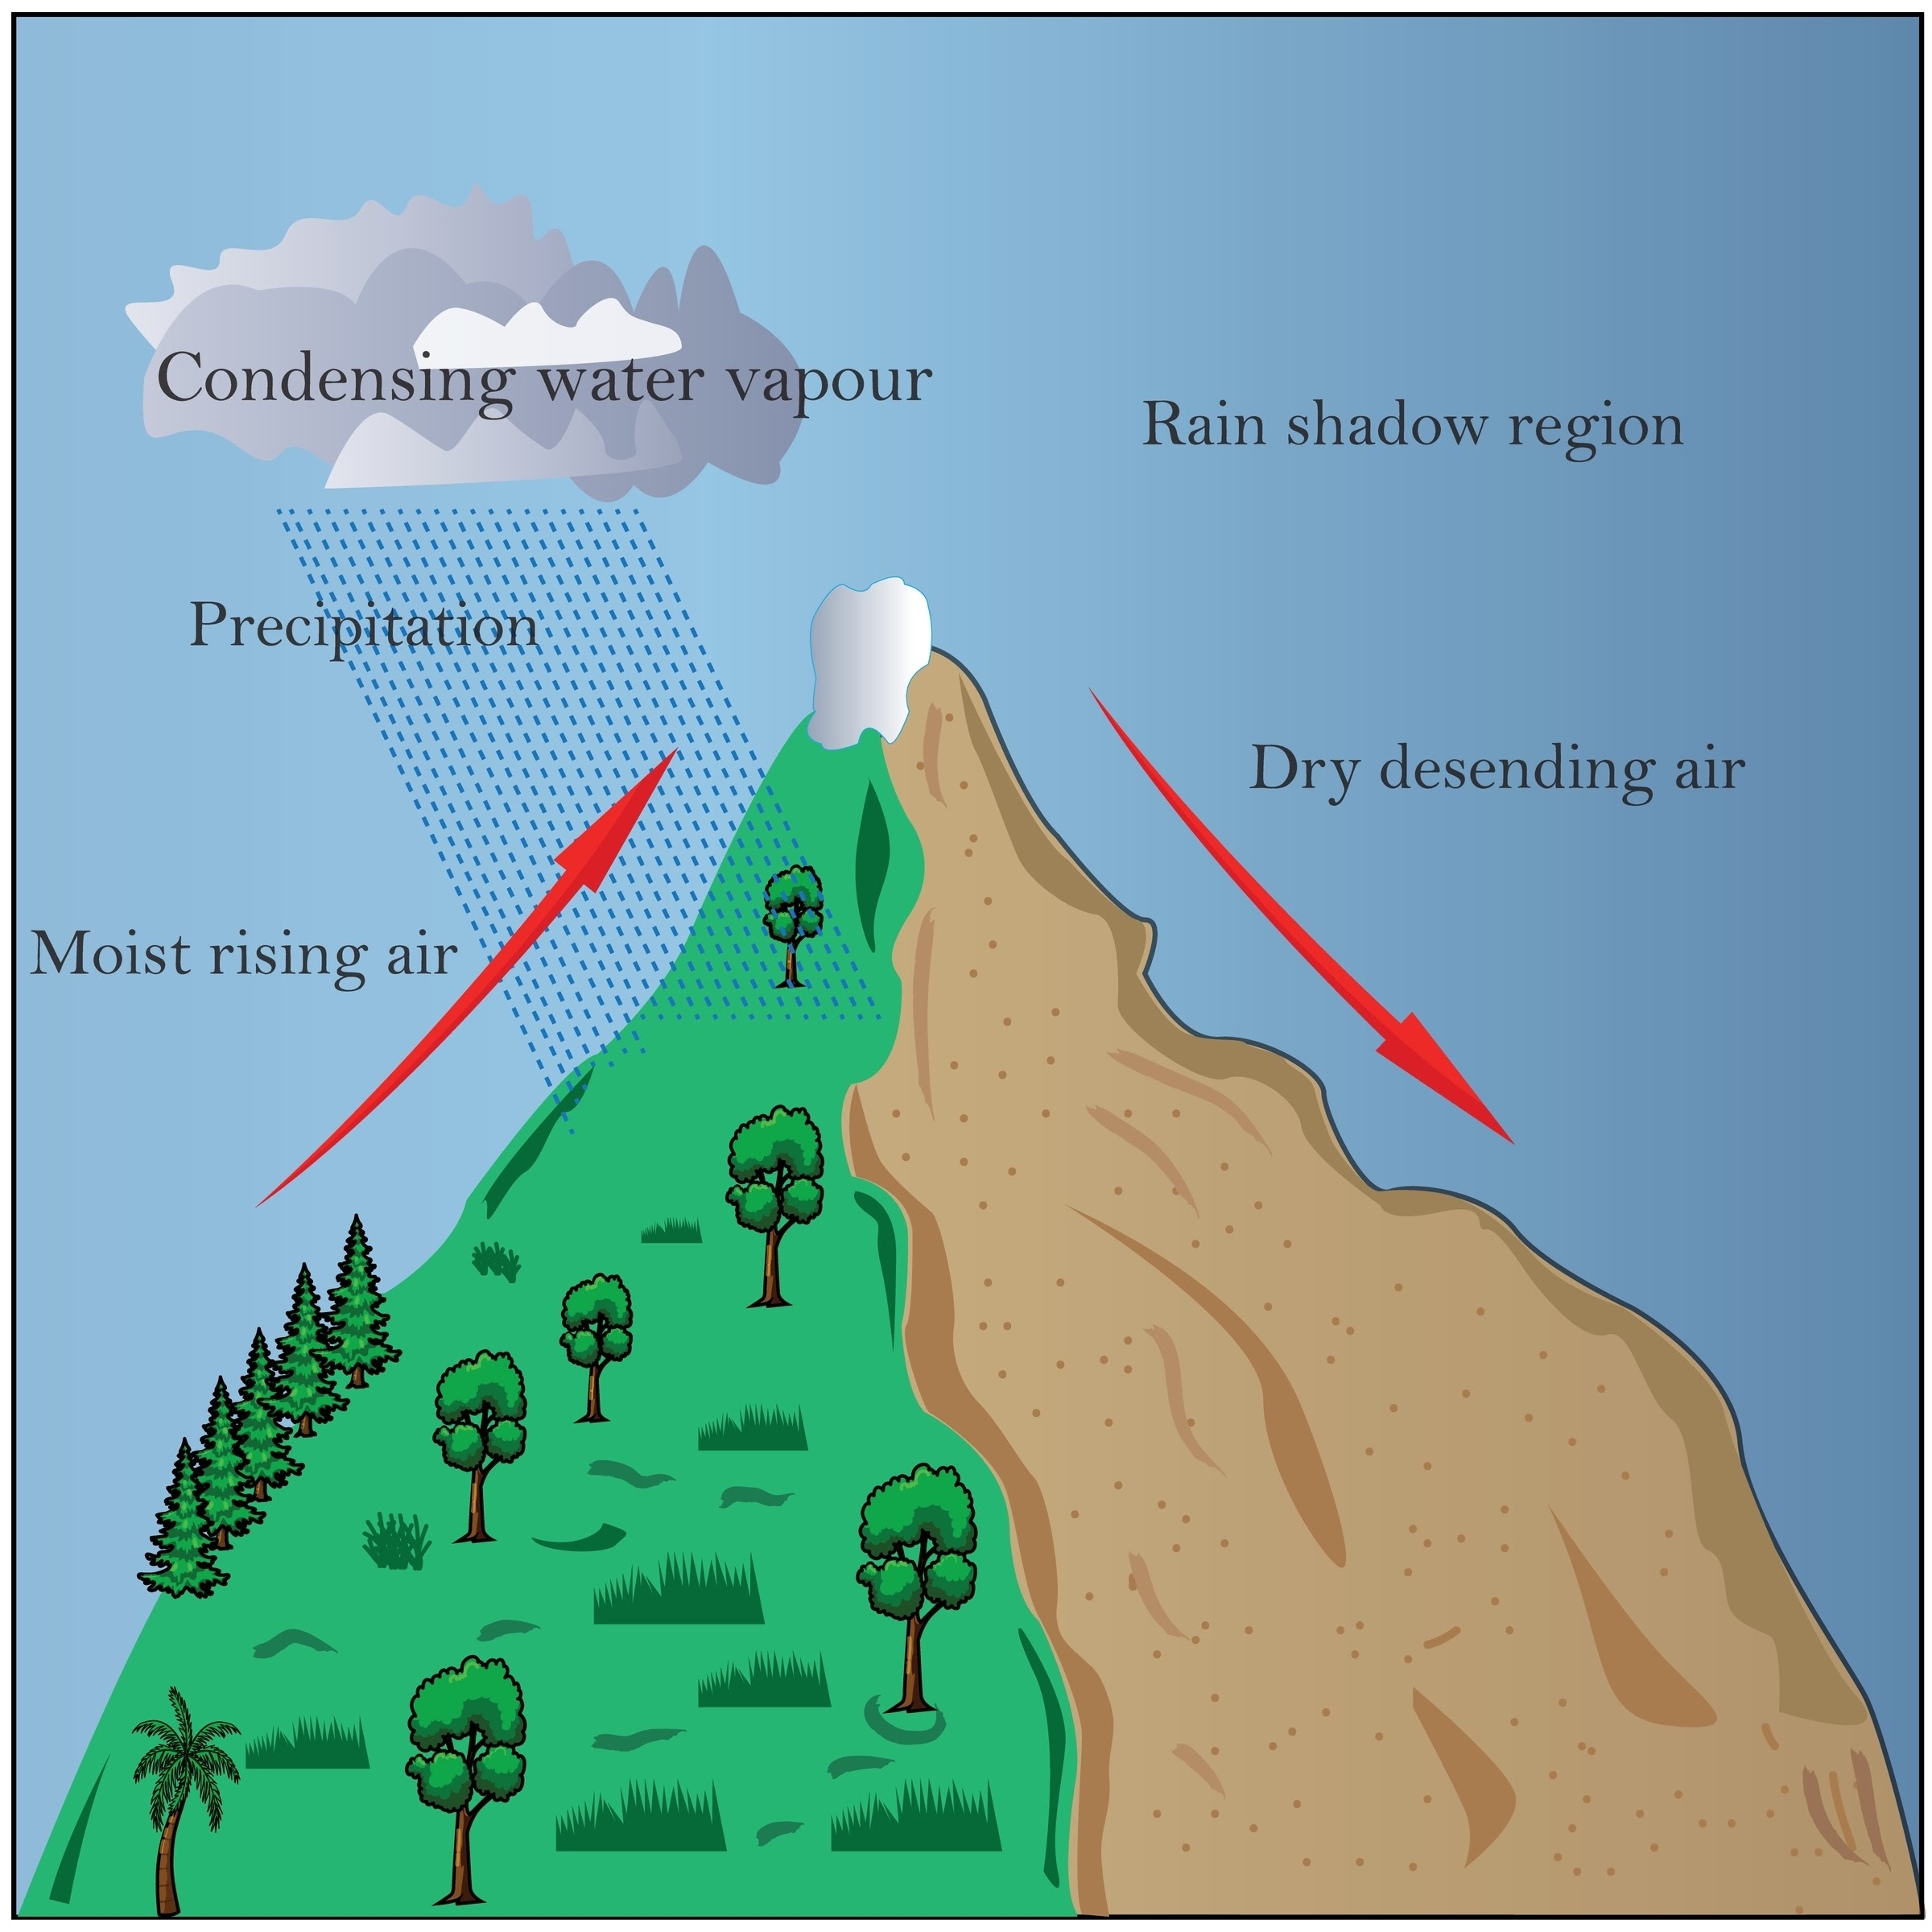 Condensing water vapour
Rain shadow region
Precipitation
Dry desending air
Moist rising air